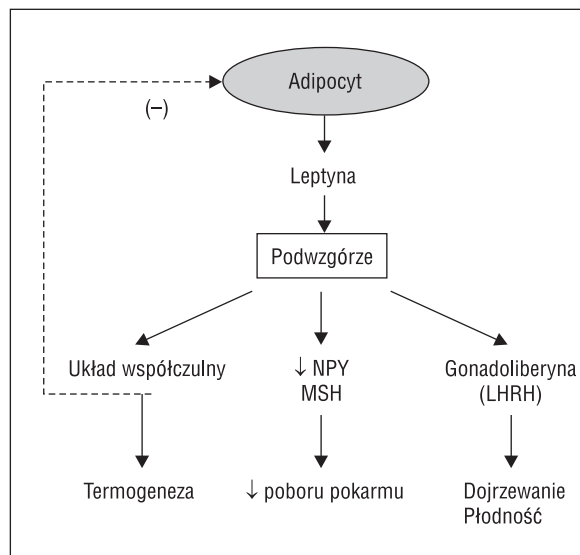 Adipocyt
(–)
Leptyna
Podwzgórze
Układ współczulny
↓ NPY
MSH
Gonadoliberyna
(LHRH)
Termogeneza
↓ poboru pokarmu
Dojrzewanie
Płodność